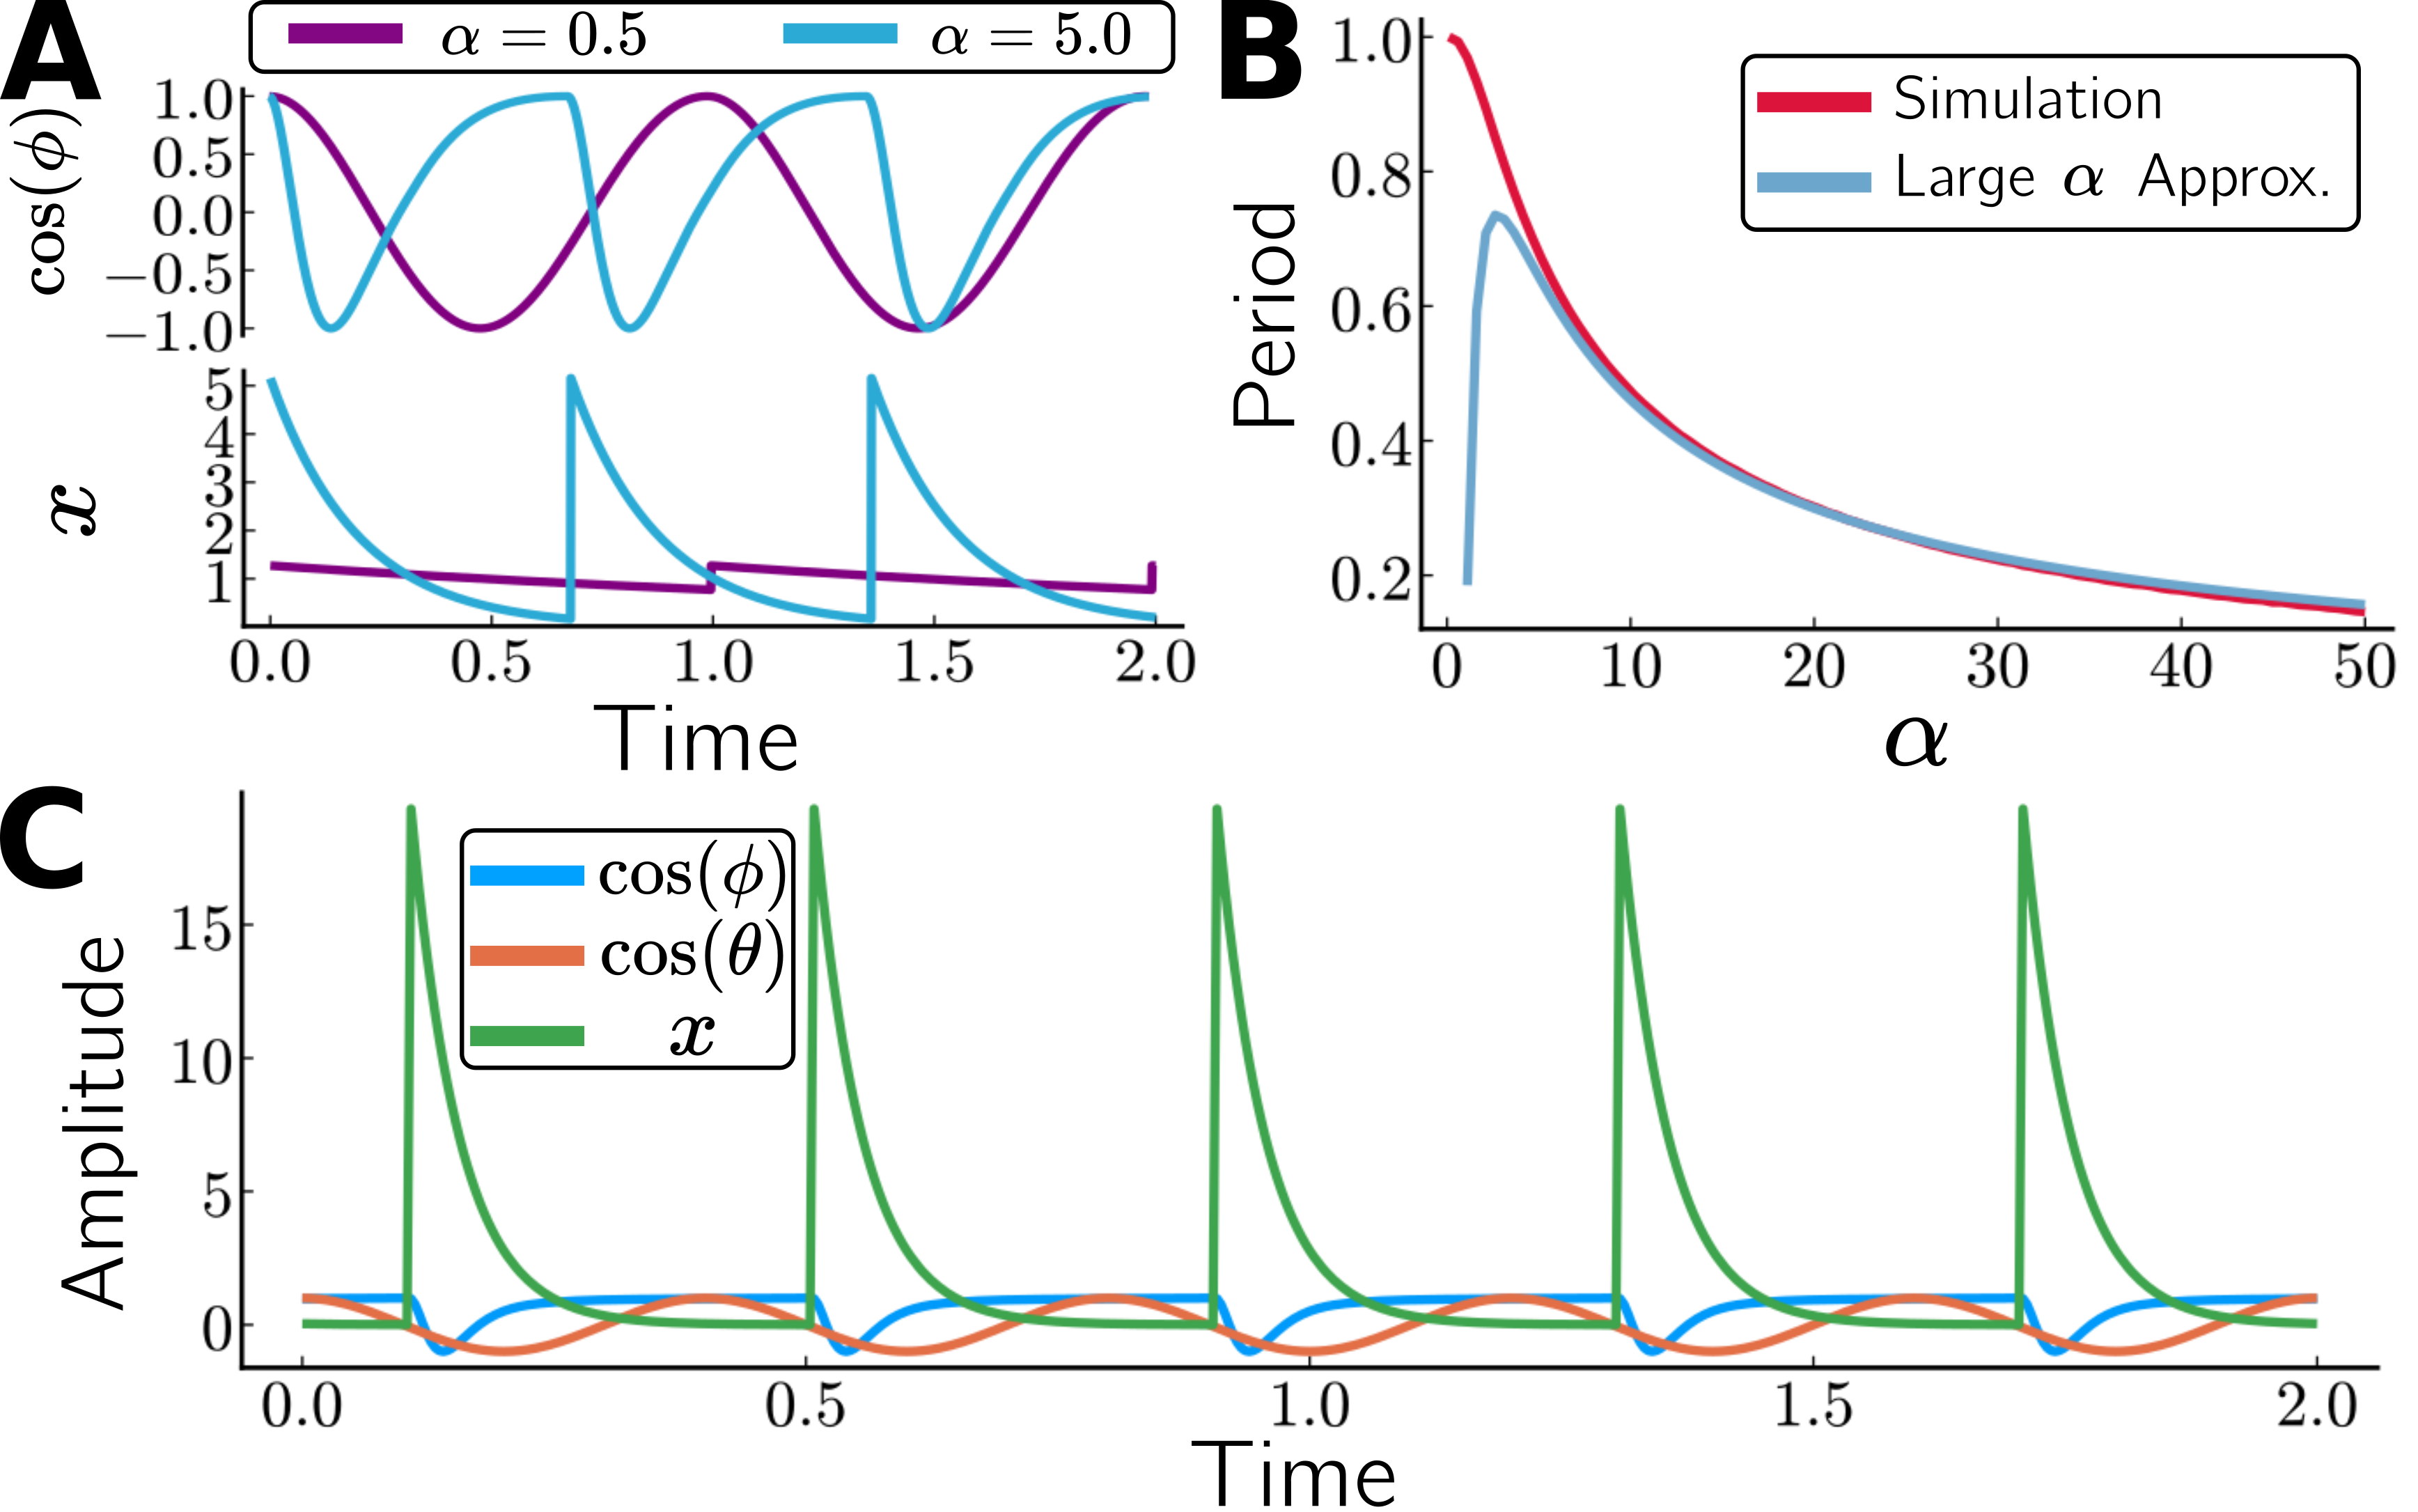 A
α = 0.5
α = 5.0
cos(ϕ)
1.0
0.5
0.0
−0.5
−1.0
x
5
4
3
2
1
0.0
0.5
1.0
1.5
2.0
Time
B
Simulation
Large α Approx.
Period
1.0
0.8
0.6
0.4
0.2
0
10
20
30
40
50
α
C
cos(ϕ)
cos(θ)
x
Amplitude
15
10
5
0
0.0
0.5
1.0
1.5
2.0
Time